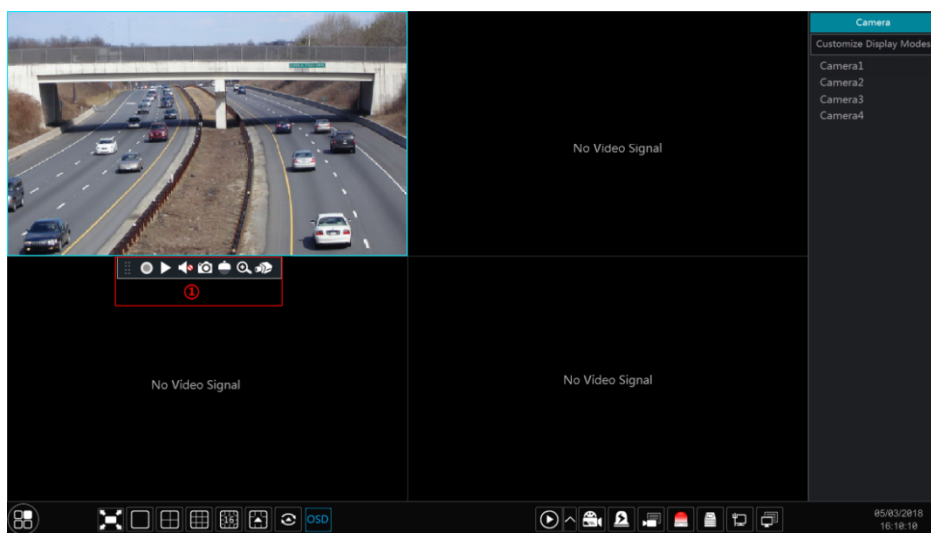 Camera
Customize Display Modes
Camera1
Camera2
Camera3
Camera4
No Video Signal
①
No Video Signal
No Video Signal
16
OSD
05/03/2018
16:10:10